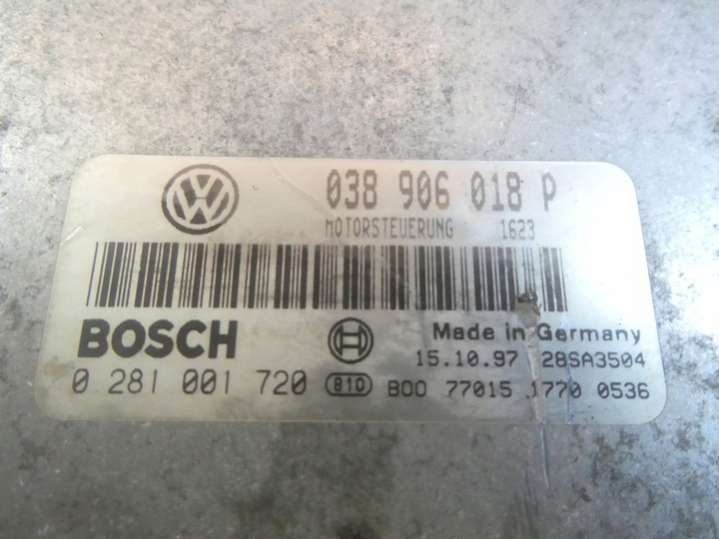 038 906 018 P
MOTORSTEUERUNG 1623
BOSCH
Made in Germany
15.10.97 28SA3504
0 281 001 720 B10 B00 77015 1770 0536